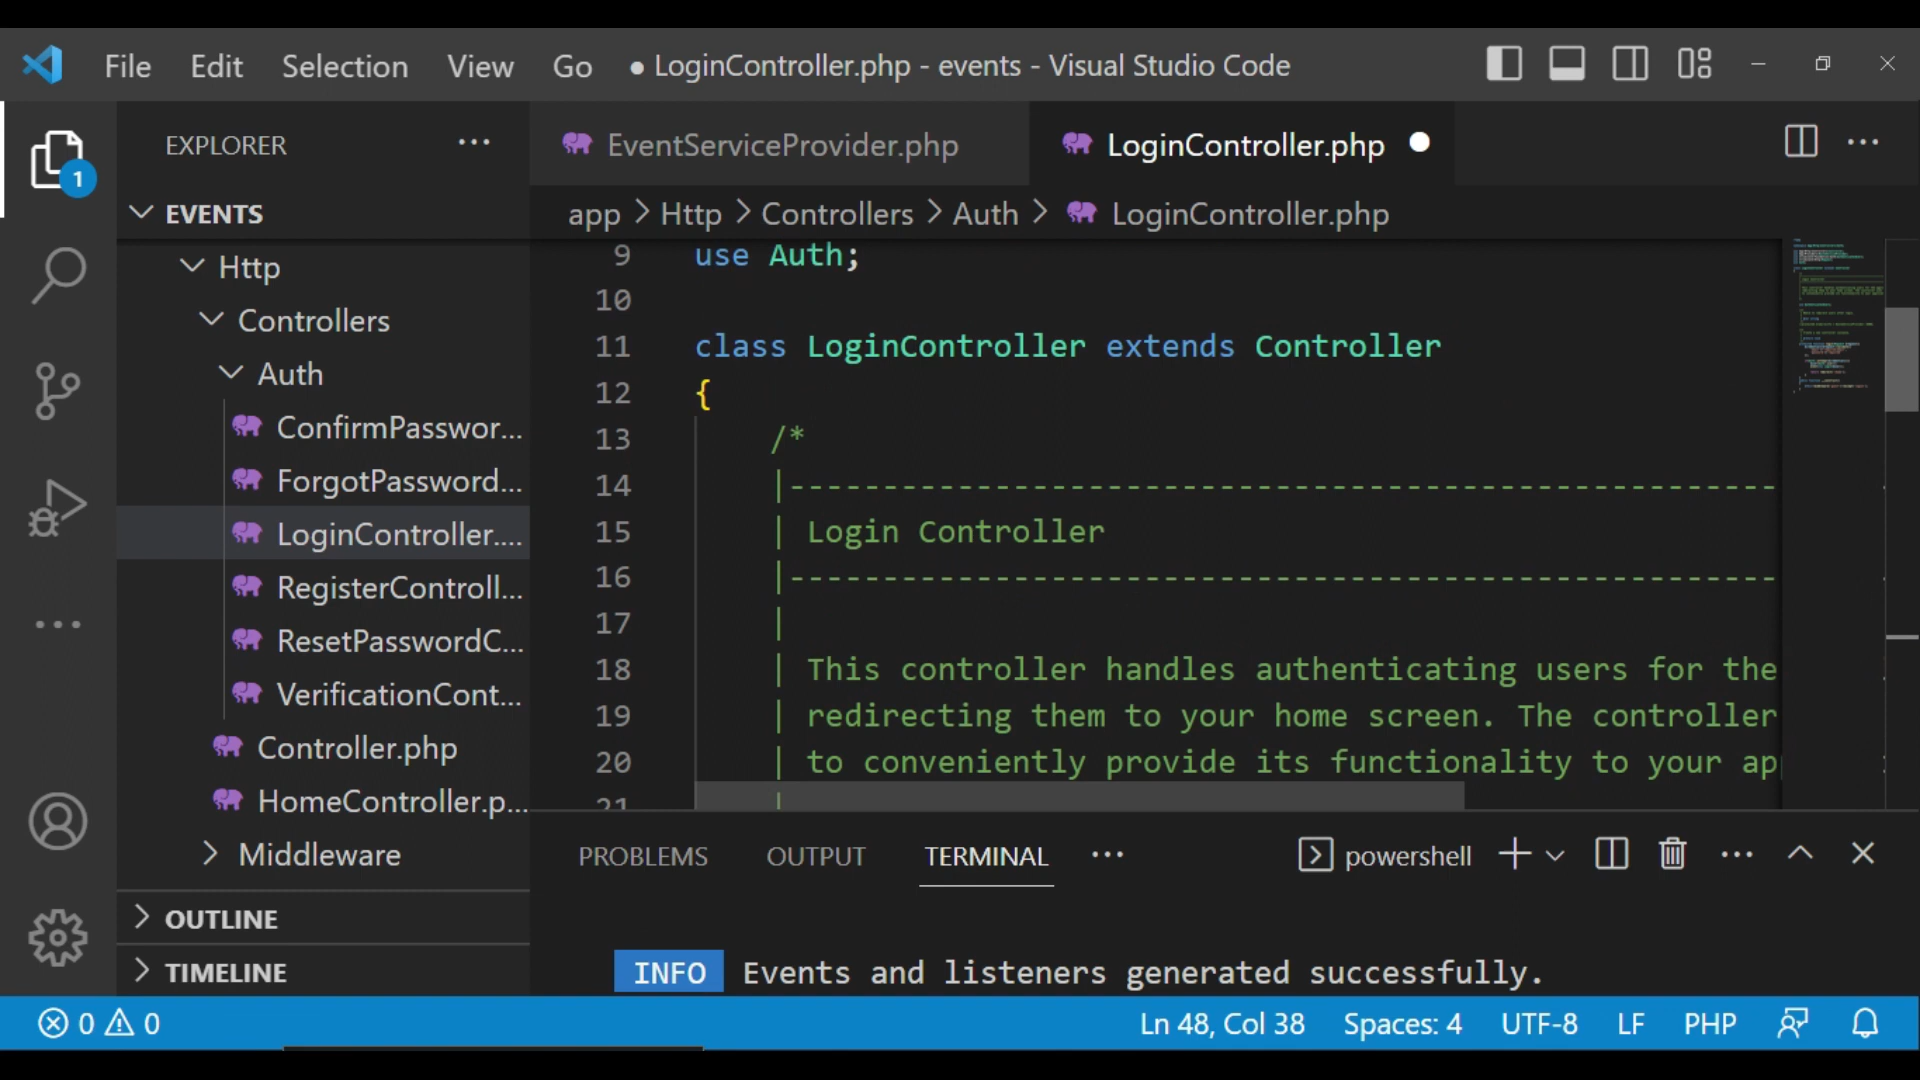 File Edit Selection View Go ● LoginController.php - events - Visual Studio Code
EXPLORER ···
1
EVENTS
Http
Controllers
Auth
ConfirmPasswor...
ForgotPassword...
LoginController....
RegisterControll...
ResetPasswordC...
VerificationCont...
Controller.php
HomeController.p...
Middleware
OUTLINE
TIMELINE
EventServiceProvider.php LoginController.php ●
app > Http > Controllers > Auth > LoginController.php
9 use Auth;
10
11 class LoginController extends Controller
12 {
13 /*
14 |----------------------------------------------------
15 | Login Controller
16 |----------------------------------------------------
17 |
18 | This controller handles authenticating users for the
19 | redirecting them to your home screen. The controller
20 | to conveniently provide its functionality to your ap
21 |
PROBLEMS OUTPUT TERMINAL ··· powershell
INFO Events and listeners generated successfully.
0 0 Ln 48, Col 38 Spaces: 4 UTF-8 LF PHP